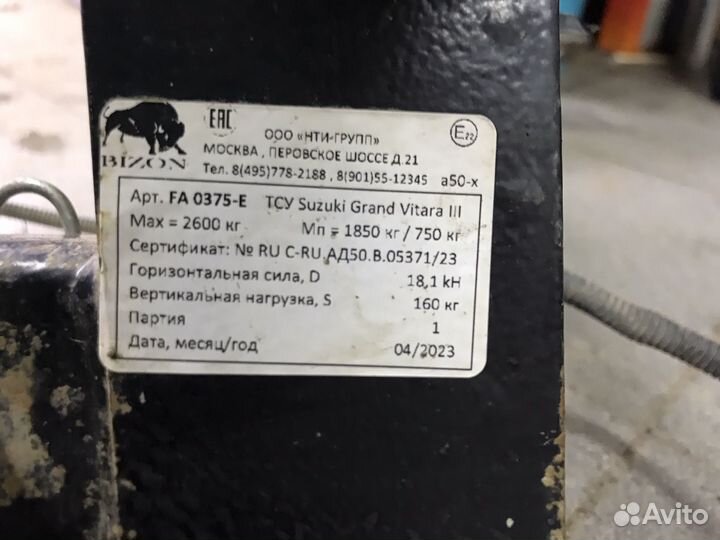 BIZON
EAC
ООО «НТИ-ГРУПП»
E22
МОСКВА , ПЕРОВСКОЕ ШОССЕ Д.21
Тел. 8(495)778-2188 , 8(901)55-12345 a50-x
Арт. FA 0375-E ТСУ Suzuki Grand Vitara III
Мах = 2600 кг Мп = 1850 кг / 750 кг
Сертификат: № RU C-RU.АД50.В.05371/23
Горизонтальная сила, D 18,1 kH
Вертикальная нагрузка, S 160 кг
Партия 1
Дата, месяц/год 04/2023
Avito